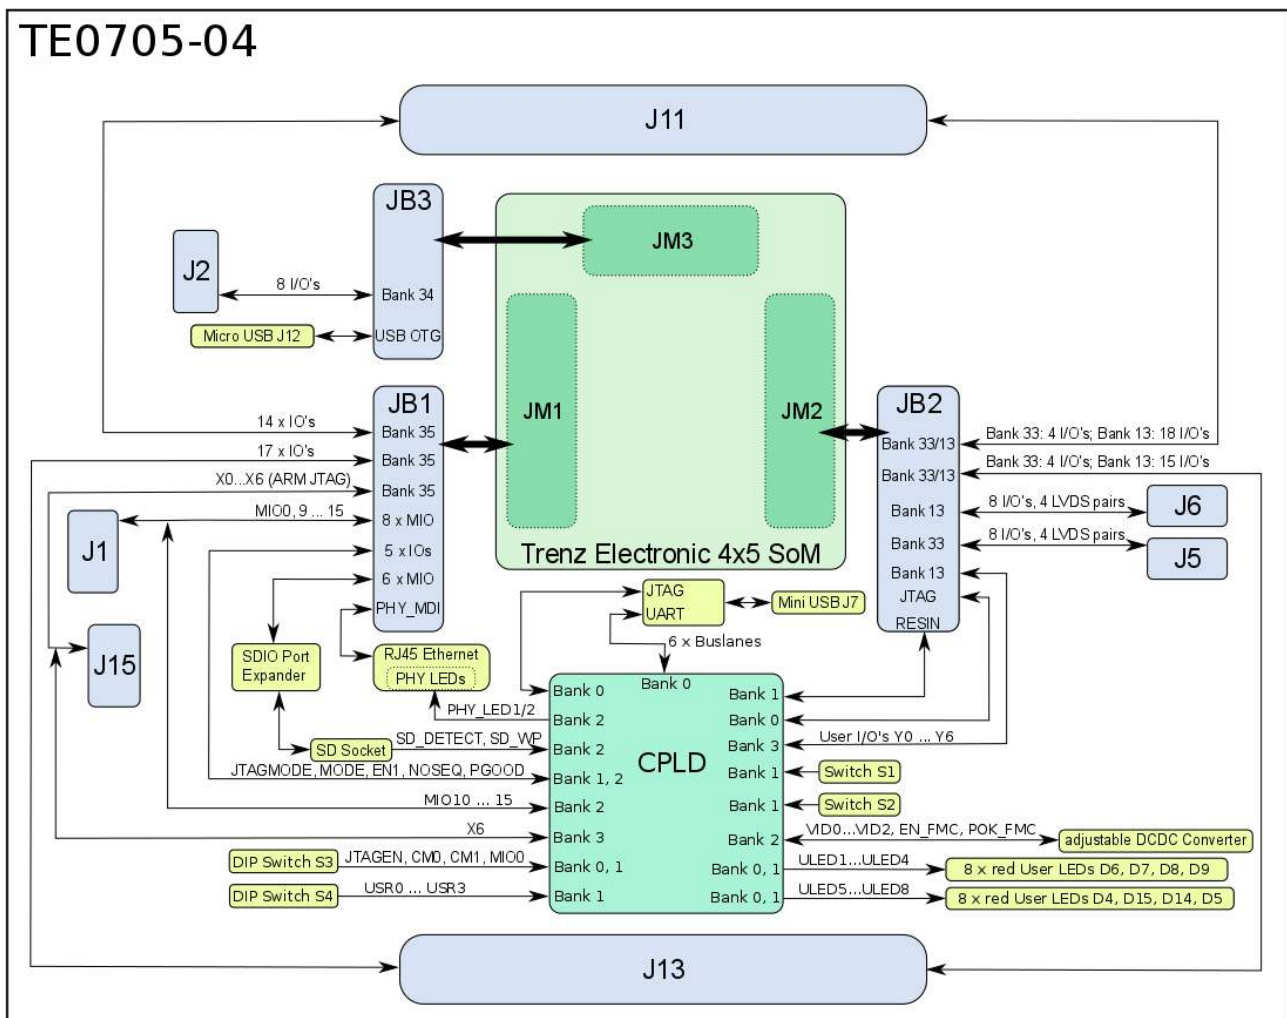 TE0705-04
J11
JB3
JM3
J2
8 I/O's
Bank 34
Micro USB J12
USB OTG
JM1
JM2
JB1
JB2
14 x IO's
Bank 35
Bank 33/13
Bank 33: 4 I/O's; Bank 13: 18 I/O's
17 x IO's
Bank 35
Bank 33/13
Bank 33: 4 I/O's; Bank 13: 15 I/O's
X0...X6 (ARM JTAG)
Bank 35
J1
MIO0, 9 ... 15
8 x MIO
Bank 13
8 I/O's, 4 LVDS pairs
J6
5 x IOs
Bank 33
8 I/O's, 4 LVDS pairs
J5
Trenz Electronic 4x5 SoM
6 x MIO
Bank 13
PHY_MDI
JTAG
RESIN
JTAG
UART
Mini USB J7
6 x Buslanes
J15
SDIO Port
Expander
RJ45 Ethernet
PHY LEDs
Bank 0
Bank 0
Bank 1
PHY_LED1/2
Bank 2
Bank 0
SD Socket
SD_DETECT, SD_WP
Bank 2
Bank 3
User I/O's Y0 ... Y6
CPLD
JTAGMODE, MODE, EN1, NOSEQ, PGOOD
Bank 1, 2
Bank 1
Switch S1
MIO10 ... 15
Bank 2
Bank 1
Switch S2
X6
Bank 3
Bank 2
VID0...VID2, EN_FMC, POK_FMC
adjustable DCDC Converter
DIP Switch S3
JTAGEN, CM0, CM1, MIO0
Bank 0, 1
Bank 0, 1
ULED1...ULED4
8 x red User LEDs D6, D7, D8, D9
DIP Switch S4
USR0 ... USR3
Bank 1
Bank 0, 1
ULED5...ULED8
8 x red User LEDs D4, D15, D14, D5
J13